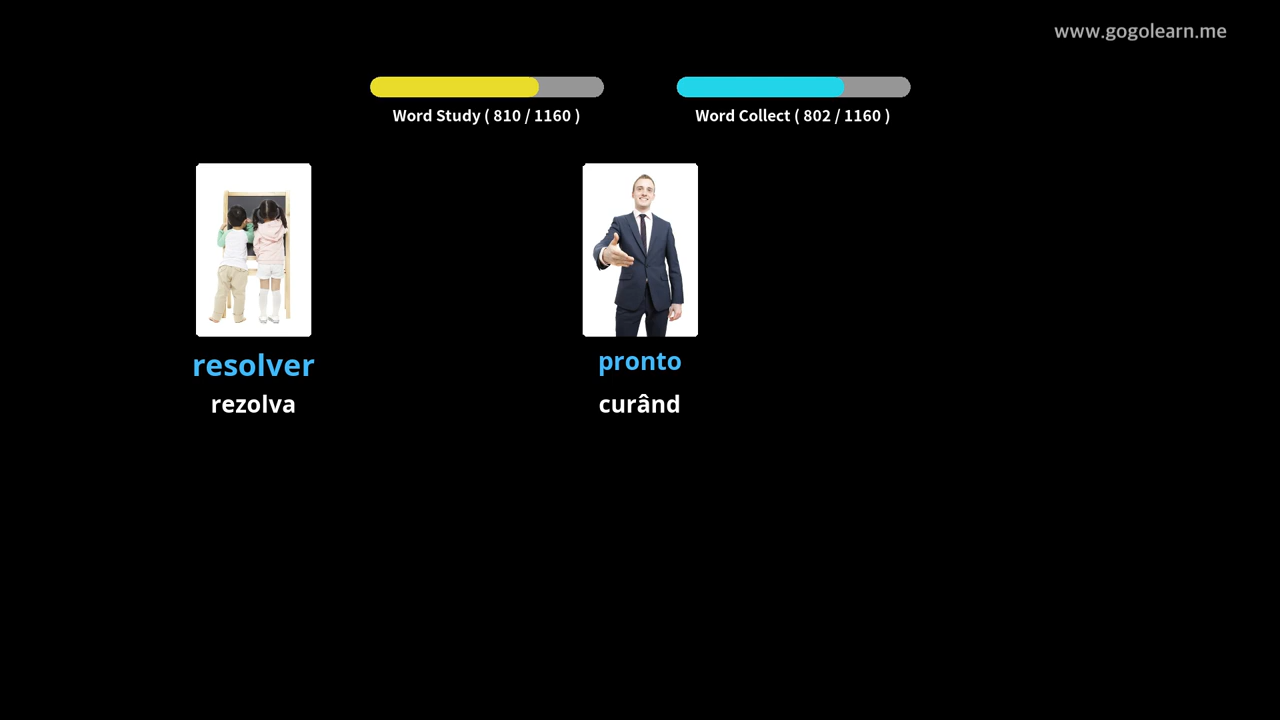 www.gogolearn.me
Word Study ( 810 / 1160 )
Word Collect ( 802 / 1160 )
resolver
rezolva
pronto
curând